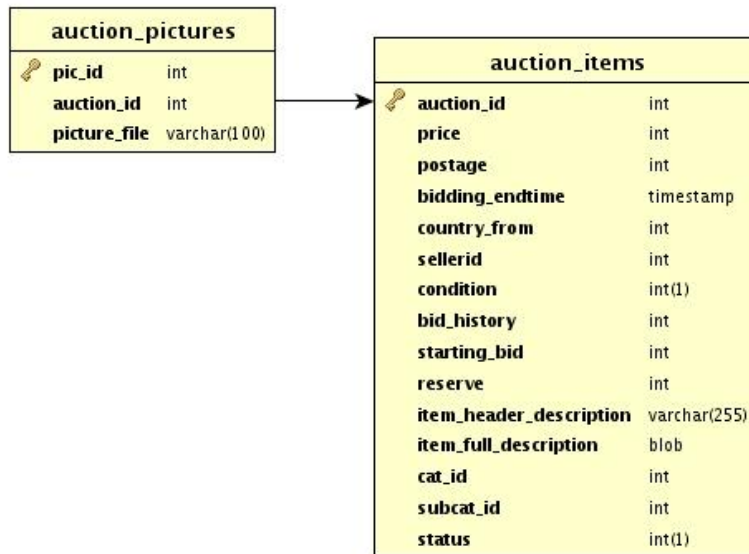 auction_pictures
pic_id int
auction_id int
picture_file varchar(100)
auction_items
auction_id int
price int
postage int
bidding_endtime timestamp
country_from int
sellerid int
condition int(1)
bid_history int
starting_bid int
reserve int
item_header_description varchar(255)
item_full_description blob
cat_id int
subcat_id int
status int(1)